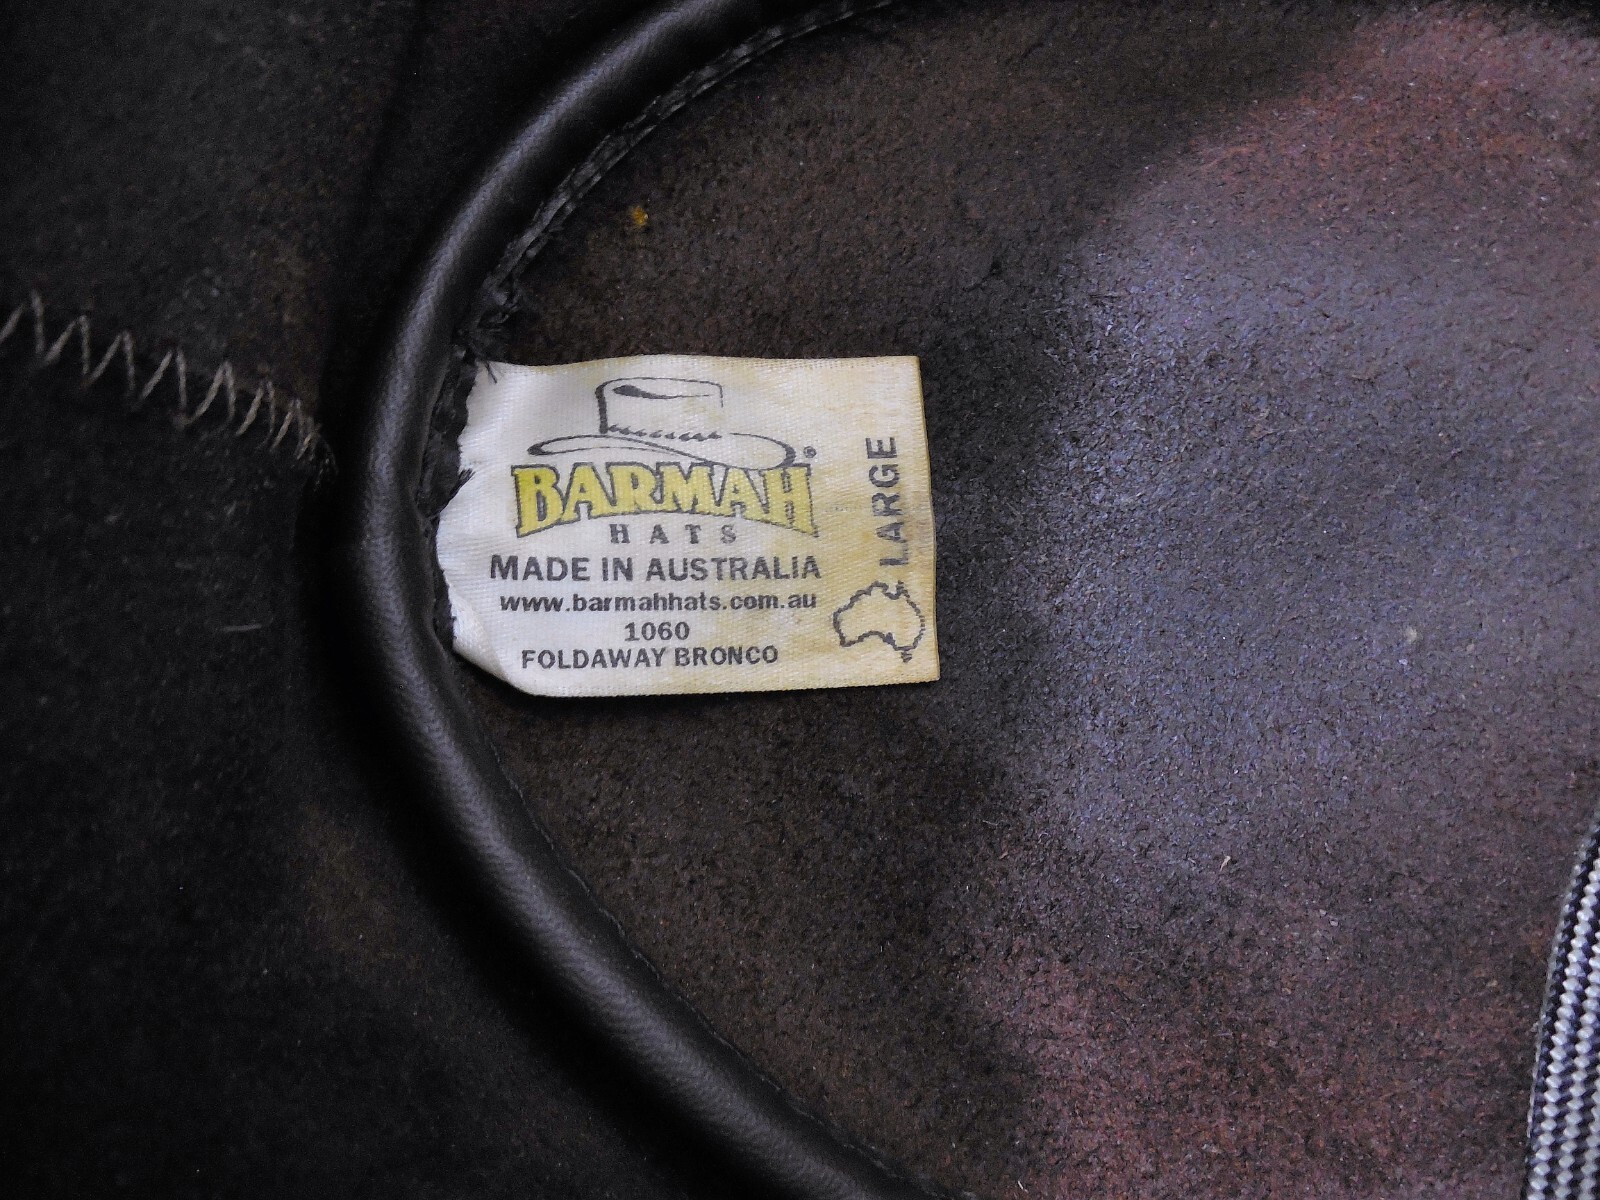 BARMAH®
HATS
MADE IN AUSTRALIA
www.barmahhats.com.au
1060
FOLDAWAY BRONCO
LARGE